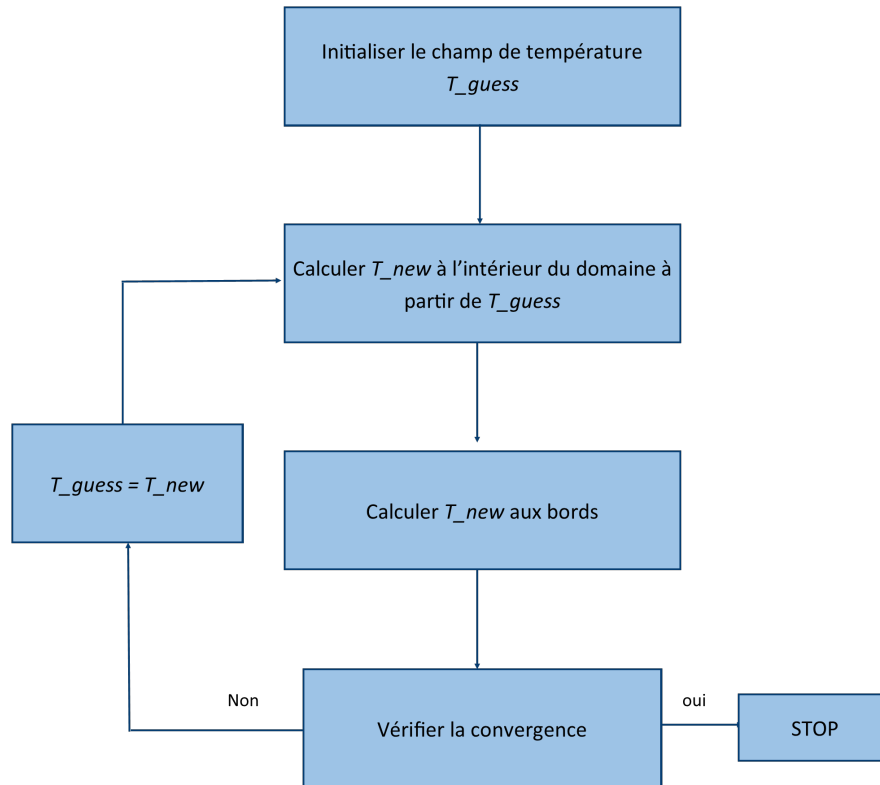 Initialiser le champ de température
T_guess
Calculer T_new à l’intérieur du domaine à
partir de T_guess
T_guess = T_new
Calculer T_new aux bords
Non
oui
Vérifier la convergence
STOP